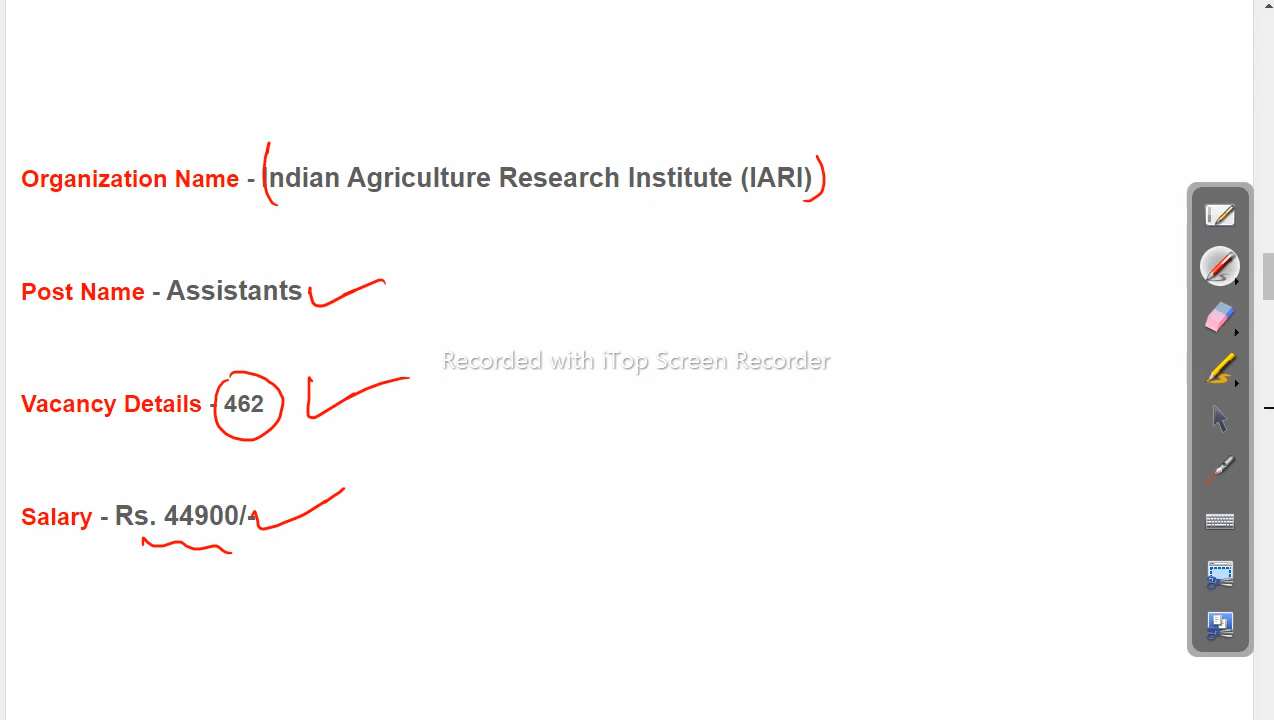 Organization Name - Indian Agriculture Research Institute (IARI)
Post Name - Assistants
Recorded with iTop Screen Recorder
Vacancy Details - 462
Salary - Rs. 44900/-